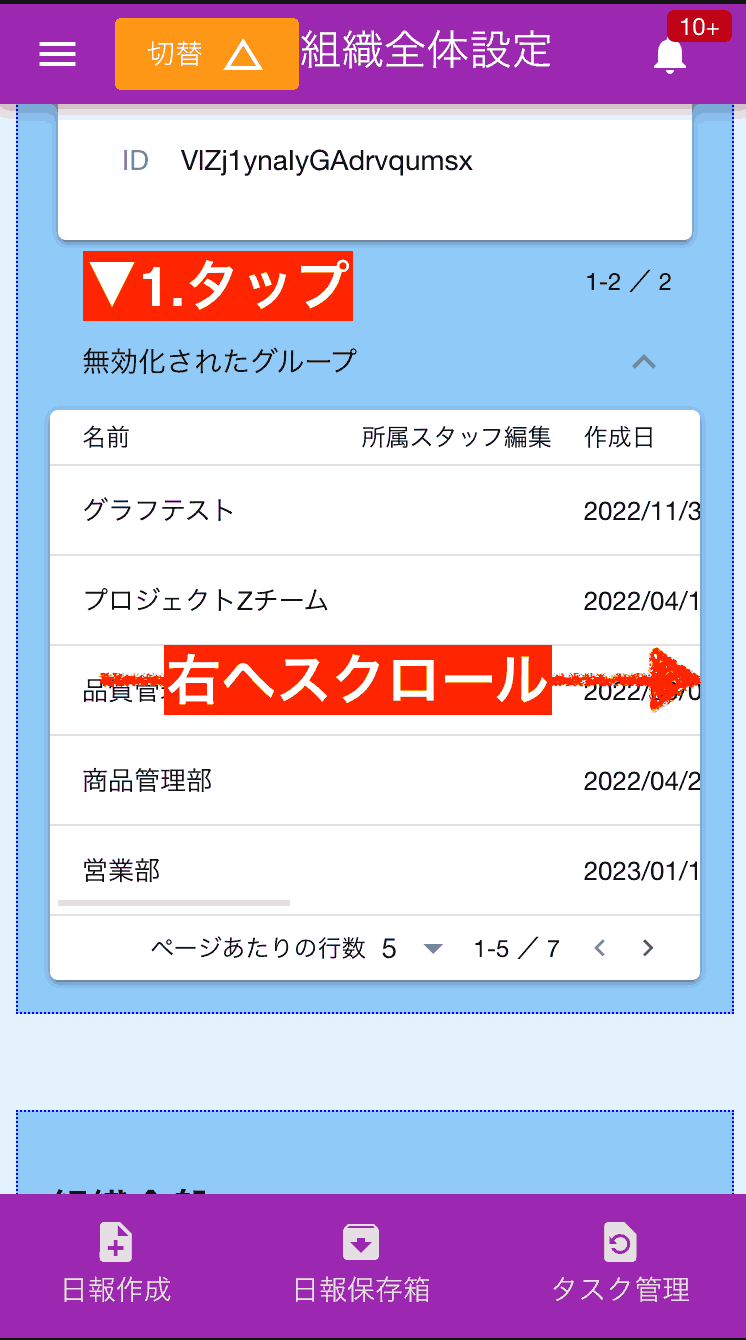 切替
組織全体設定
10+
ID VIZj1ynalyGAdrvqumsx
▼1.タップ
1-2 / 2
無効化されたグループ
名前 所属スタッフ編集 作成日
グラフテスト 2022/11/3
プロジェクトZチーム 2022/04/1
右へスクロール
品質管 2022/
商品管理部 2022/04/2
営業部 2023/01/1
ページあたりの行数 5 1-5 / 7
日報作成 日報保存箱 タスク管理